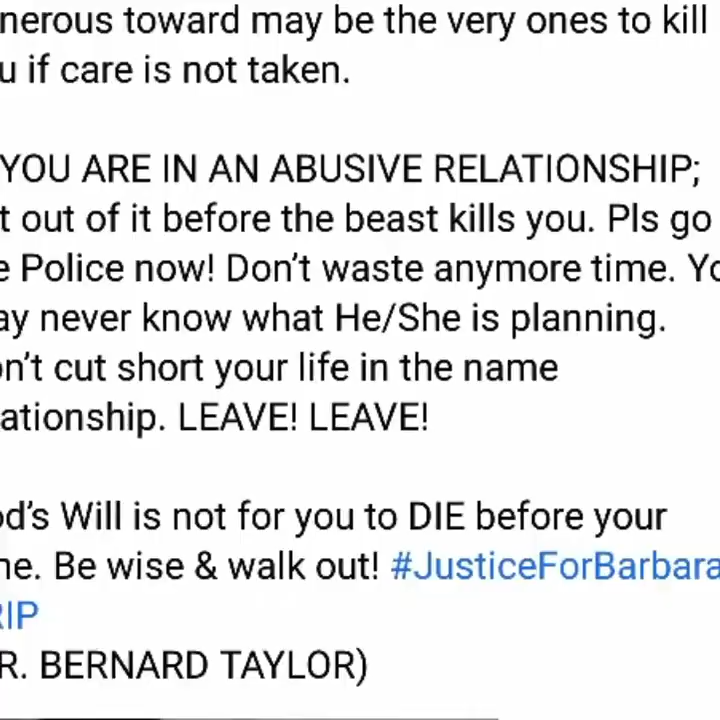 nerous toward may be the very ones to kill
u if care is not taken.
YOU ARE IN AN ABUSIVE RELATIONSHIP;
t out of it before the beast kills you. Pls go
e Police now! Don't waste anymore time. Yo
ay never know what He/She is planning.
on't cut short your life in the name
ationship. LEAVE! LEAVE!
od's Will is not for you to DIE before your
me. Be wise & walk out! #JusticeForBarbara
RIP
R. BERNARD TAYLOR)